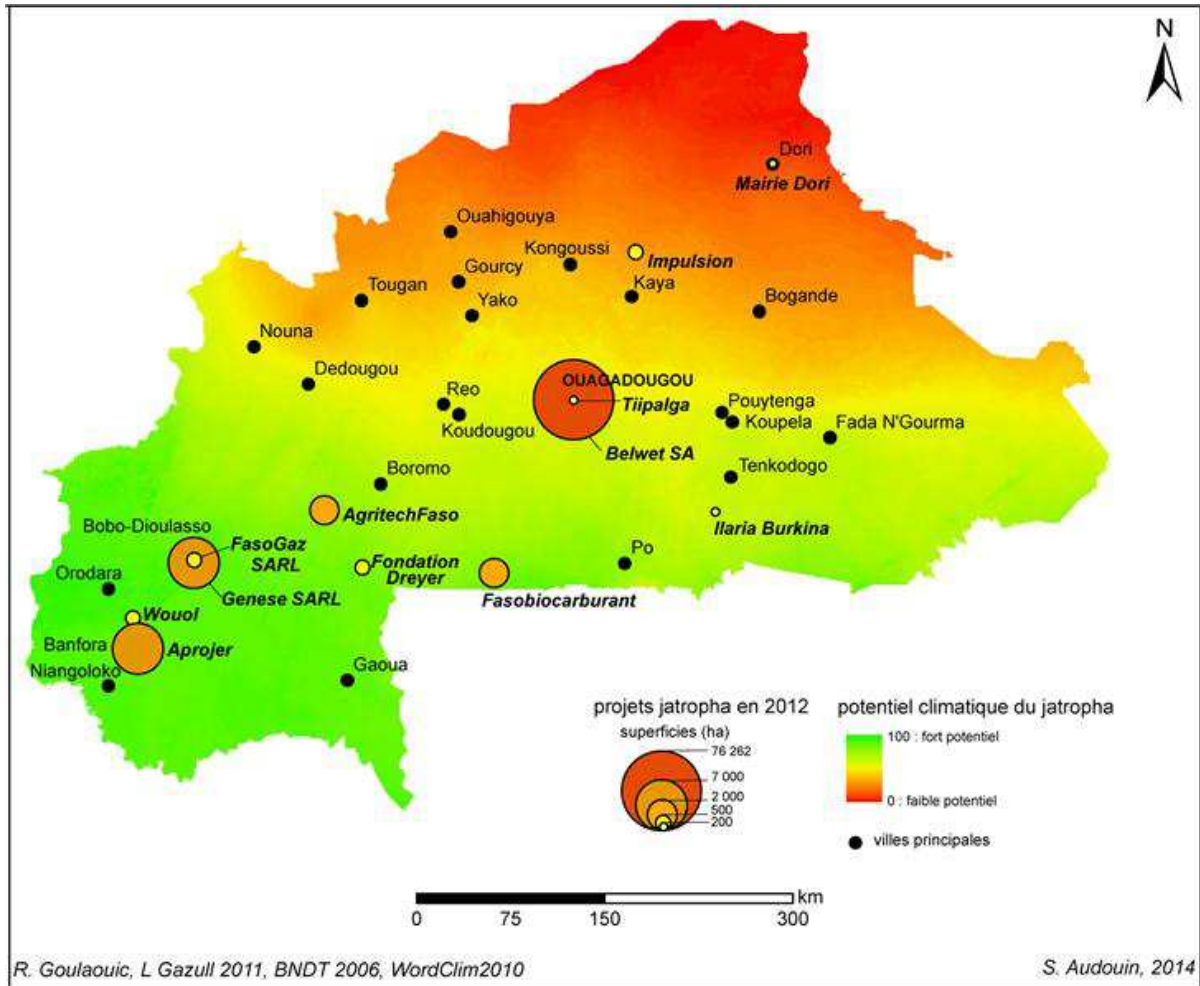 N
Dori
Mairie Dori
Ouahigouya
Kongoussi
Impulsion
Gourcy
Tougan
Kaya
Bogande
Yako
Nouna
Dedougou
OUAGADOUGOU
Reo
Tiipalga
Pouytenga
Koudougou
Koupela
Fada N'Gourma
Belwet SA
Boromo
Tenkodogo
AgritechFaso
Ilaria Burkina
Bobo-Dioulasso
FasoGaz
SARL
Fondation
Dreyer
Po
Orodara
Genese SARL
Fasobiocarburant
Wouol
Banfora
Aprojer
Niangoloko
Gaoua
projets jatropha en 2012
superficies (ha)
76 262
7 000
2 000
500
200
potentiel climatique du jatropha
100 : fort potentiel
0 : faible potentiel
villes principales
km
0 75 150 300
R. Goulaouic, L Gazull 2011, BNDT 2006, WordClim2010
S. Audouin, 2014